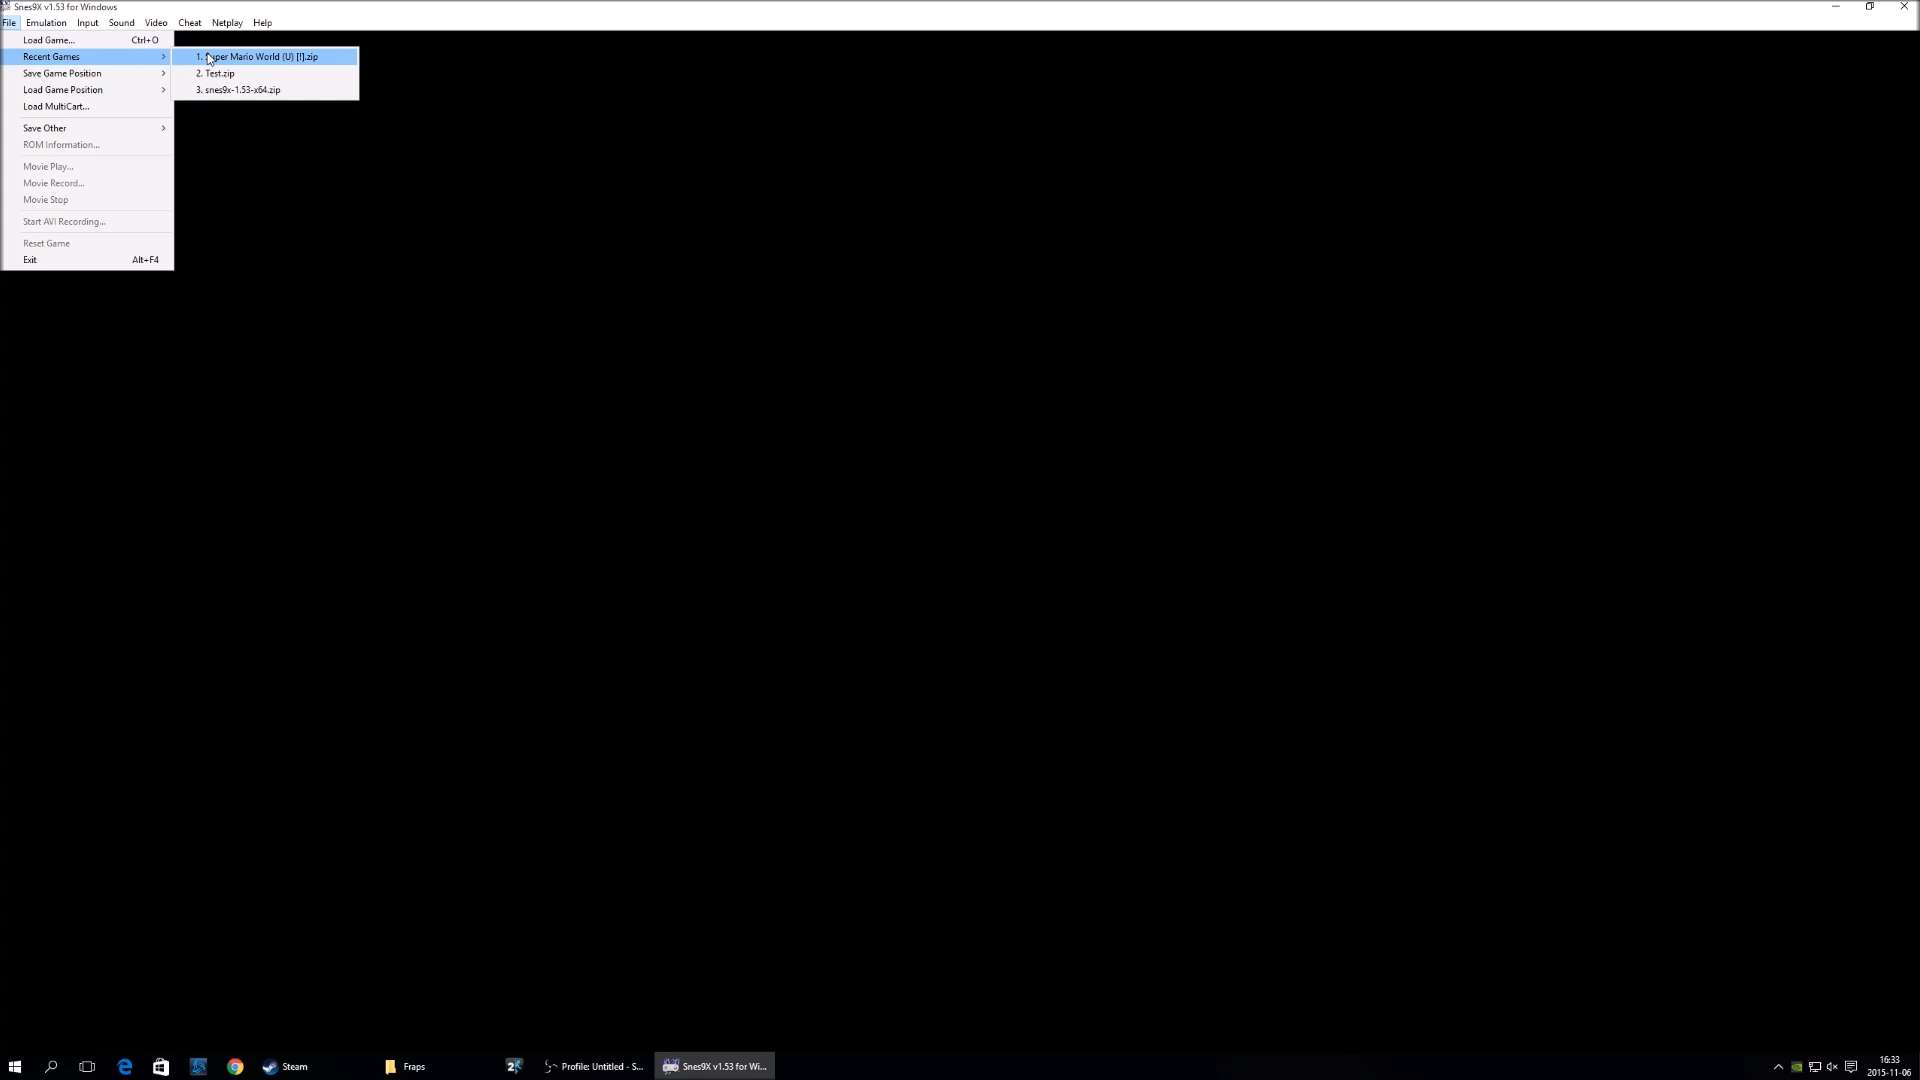 Snes9X v1.53 for Windows
File Emulation Input Sound Video Cheat Netplay Help
Load Game... Ctrl+O
Recent Games
1. Super Mario World (U) [!].zip
Save Game Position
2. Test.zip
Load Game Position
3. snes9x-1.53-x64.zip
Load MultiCart...
Save Other
ROM Information...
Movie Play...
Movie Record...
Movie Stop
Start AVI Recording...
Reset Game
Exit Alt+F4
Steam Fraps Profile: Untitled - S... Snes9X v1.53 for Wi...
16:33
2015-11-06